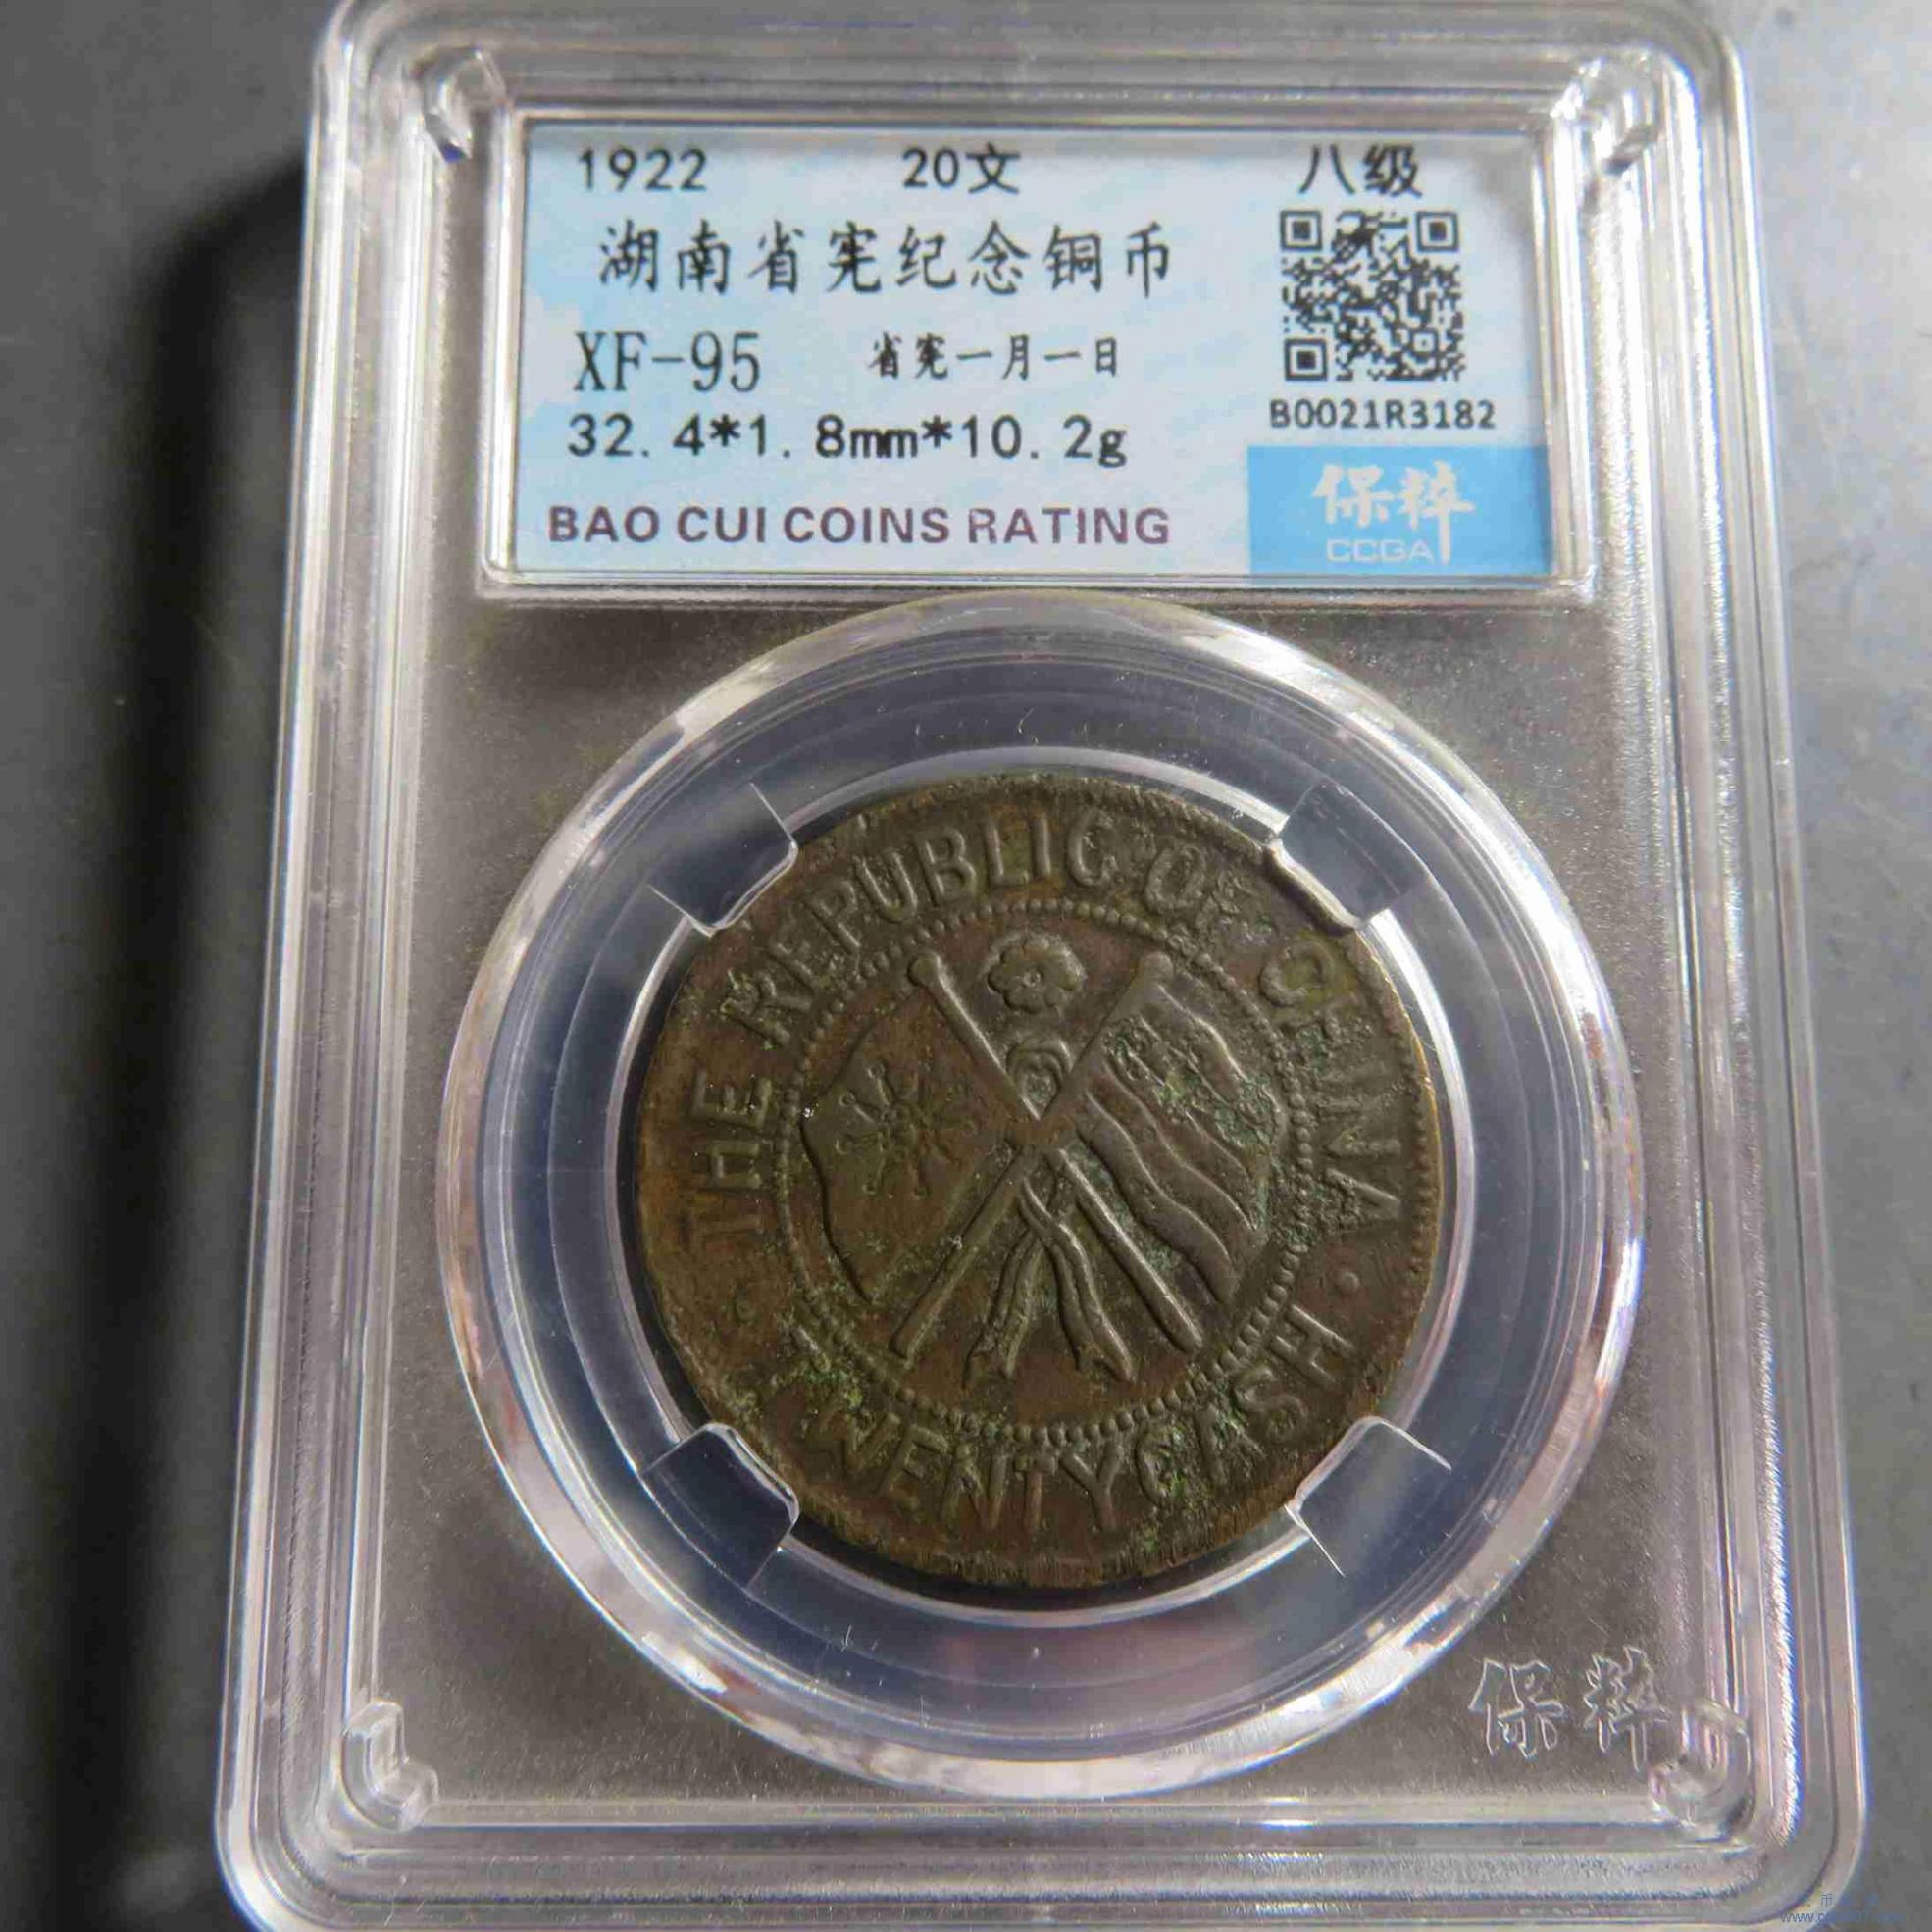 1922 20文 八级
湖南省宪纪念铜币
XF-95 省宪一月一日
B0021R3182
32.4*1.8mm*10.2g
保粹
CCGA
BAO CUI COINS RATING
THE REPUBLIC OF CHINA
TWENTY CASH
保粹